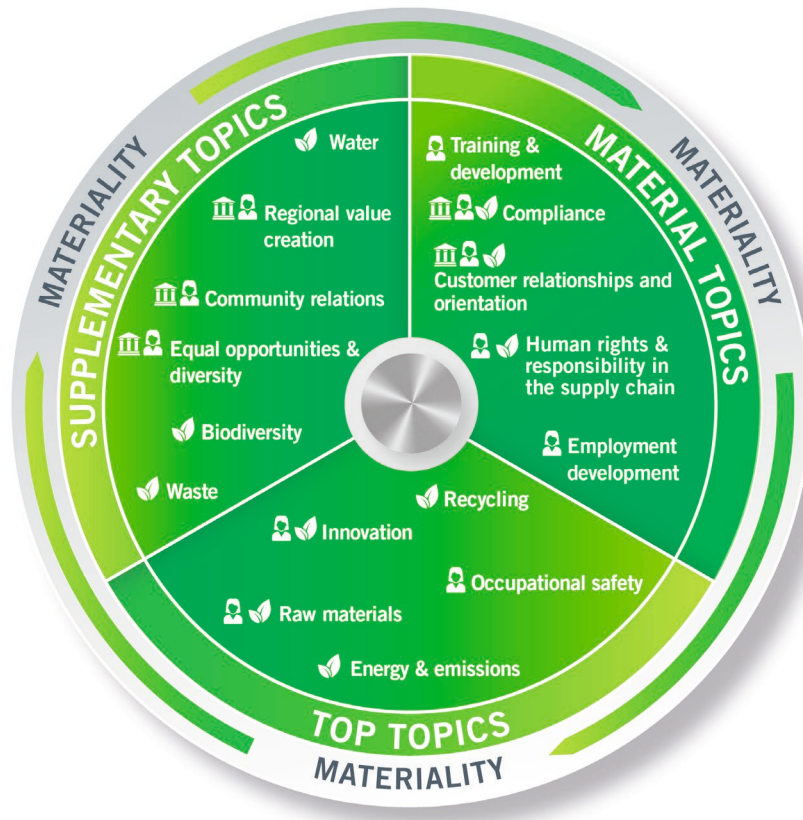 MATERIALITY
SUPPLEMENTARY TOPICS
Water
Regional value
creation
Community relations
Equal opportunities &
diversity
Biodiversity
Waste
MATERIALITY
MATERIAL TOPICS
Training &
development
Compliance
Customer relationships and
orientation
Human rights &
responsibility in
the supply chain
Employment
development
Recycling
Innovation
Occupational safety
Raw materials
Energy & emissions
TOP TOPICS
MATERIALITY